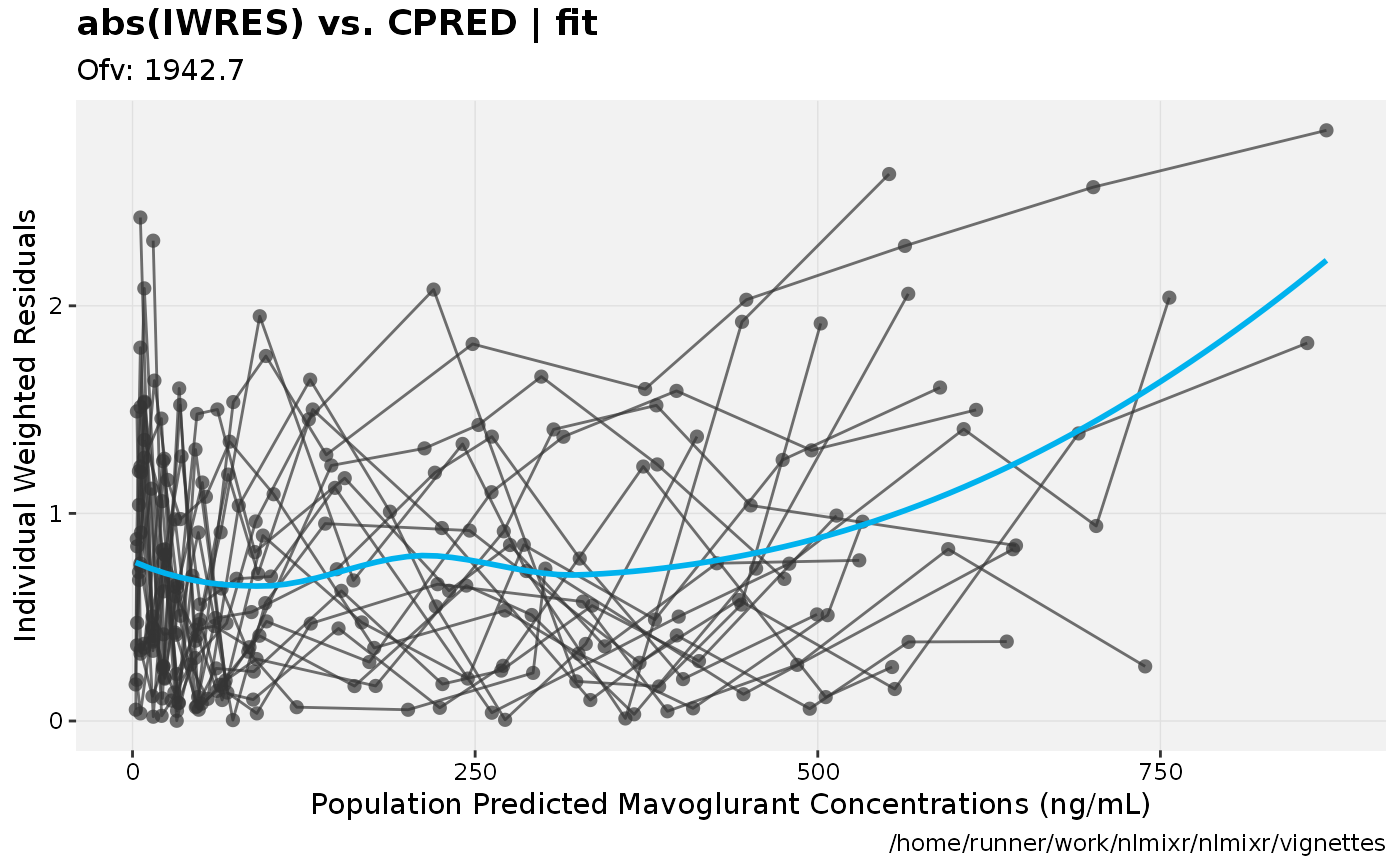 abs(IWRES) vs. CPRED | fit
Ofv: 1942.7
Individual Weighted Residuals
2
1
0
0 250 500 750
Population Predicted Mavoglurant Concentrations (ng/mL)
/home/runner/work/nlmixr/nlmixr/vignettes